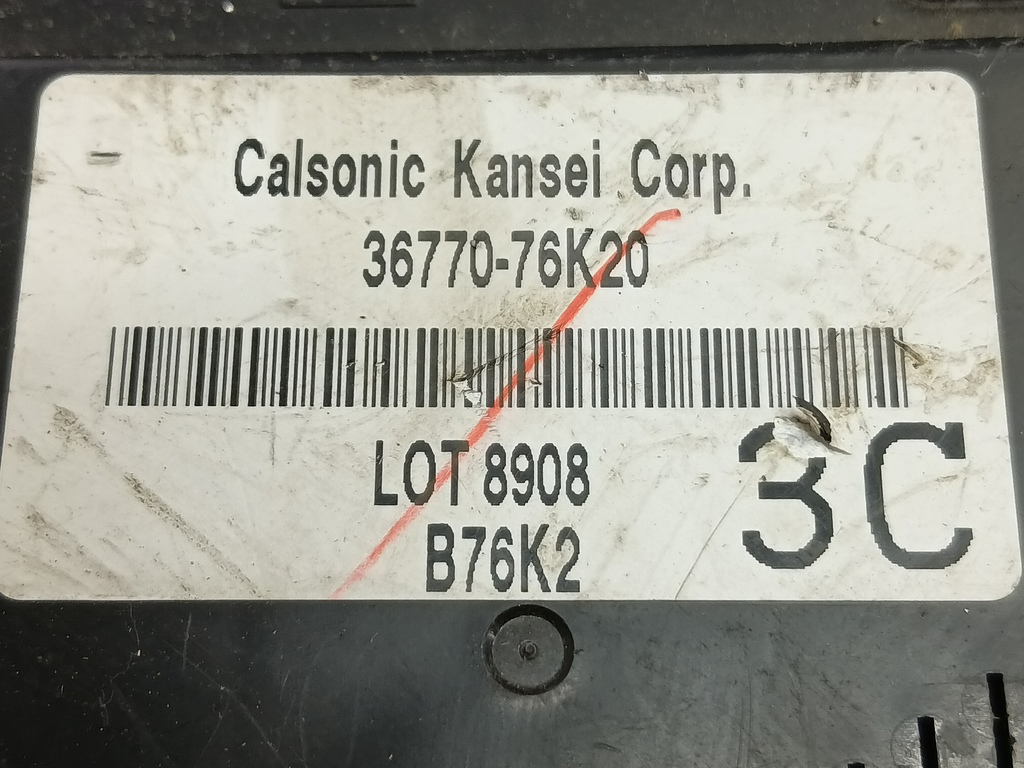 Calsonic Kansei Corp.
36770-76K20
LOT 8908
B76K2
3C